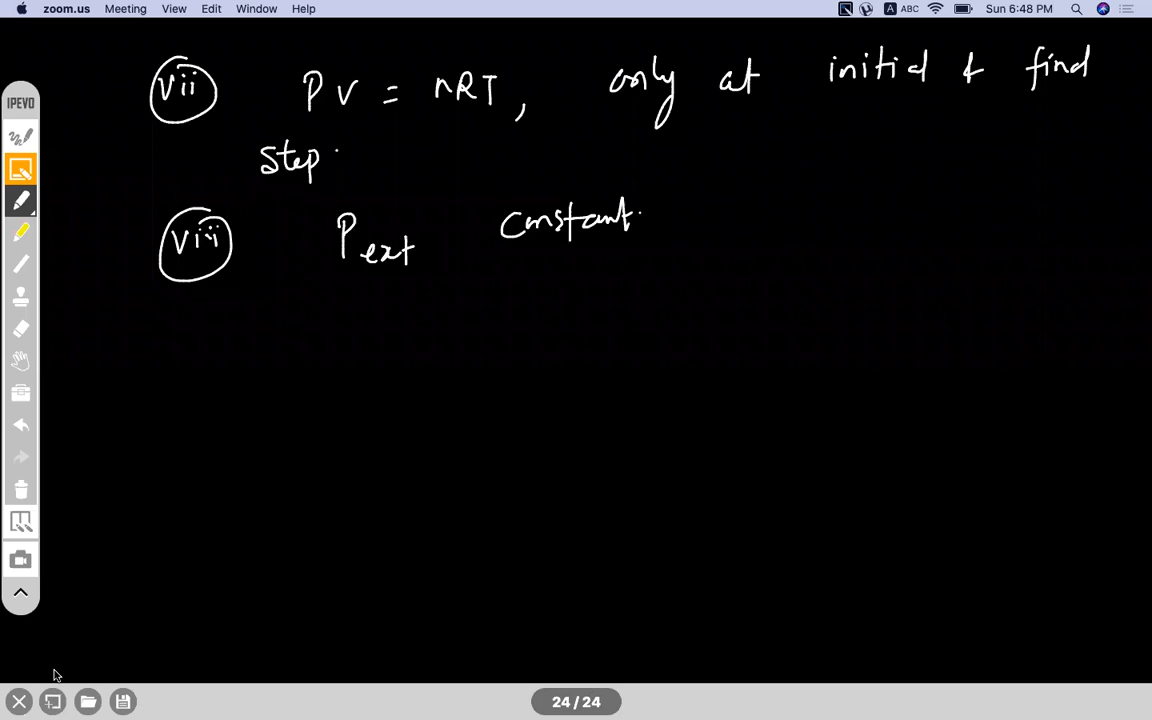 zoom.us Meeting View Edit Window Help A ABC Sun 6:48 PM
IPEVO
vii PV = nRT, only at initial & final
step.
viii Pext constant.
24/24